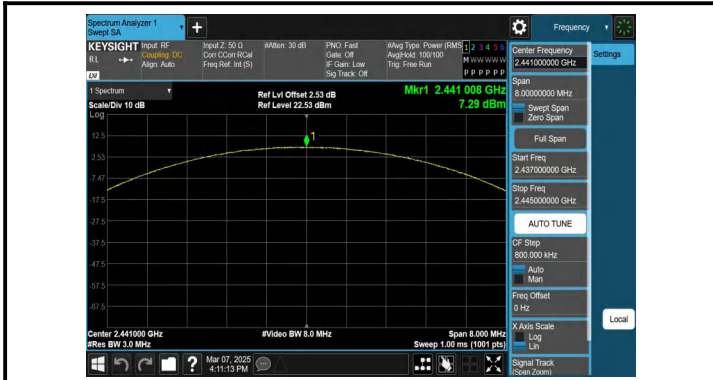 Spectrum Analyzer 1
Swept SA
+
Frequency
KEYSIGHT
RL
LW
Input: RF
Coupling: DC
Align: Auto
Input Z: 50 Ω
Corr CCorr RCal
Freq Ref: Int (S)
#Atten: 30 dB
PNO: Fast
Gate: Off
IF Gain: Low
Sig Track: Off
#Avg Type: Power (RMS
Avg|Hold: 100/100
Trig: Free Run
1 2 3 4 5 6
M W W W W W
P P P P P P
1 Spectrum
Scale/Div 10 dB
Log
Ref Lvl Offset 2.53 dB
Ref Level 22.53 dBm
Mkr1 2.441 008 GHz
7.29 dBm
1
12.5
2.53
-7.47
-17.5
-27.5
-37.5
-47.5
-57.5
-67.5
Center 2.441000 GHz
#Res BW 3.0 MHz
#Video BW 8.0 MHz
Span 8.000 MHz
Sweep 1.00 ms (1001 pts)
Center Frequency
2.441000000 GHz
Settings
Span
8.00000000 MHz
Swept Span
Zero Span
Full Span
Start Freq
2.437000000 GHz
Stop Freq
2.445000000 GHz
AUTO TUNE
CF Step
800.000 kHz
Auto
Man
Freq Offset
0 Hz
X Axis Scale
Log
Lin
Local
Signal Track
(Span Zoom)
?
Mar 07, 2025
4:11:13 PM